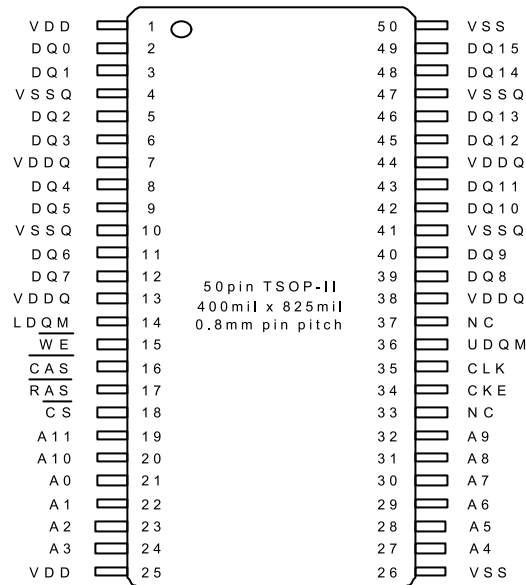 VDD 1 50 VSS
DQ0 2 49 DQ15
DQ1 3 48 DQ14
VSSQ 4 47 VSSQ
DQ2 5 46 DQ13
DQ3 6 45 DQ12
VDDQ 7 44 VDDQ
DQ4 8 43 DQ11
DQ5 9 42 DQ10
VSSQ 10 41 VSSQ
DQ6 11 40 DQ9
DQ7 12 39 DQ8
VDDQ 13 38 VDDQ
LDQM 14 37 NC
WE 15 36 UDQM
CAS 16 35 CLK
RAS 17 34 CKE
CS 18 33 NC
A11 19 32 A9
A10 20 31 A8
A0 21 30 A7
A1 22 29 A6
A2 23 28 A5
A3 24 27 A4
VDD 25 26 VSS
50pin TSOP-II
400mil x 825mil
0.8mm pin pitch